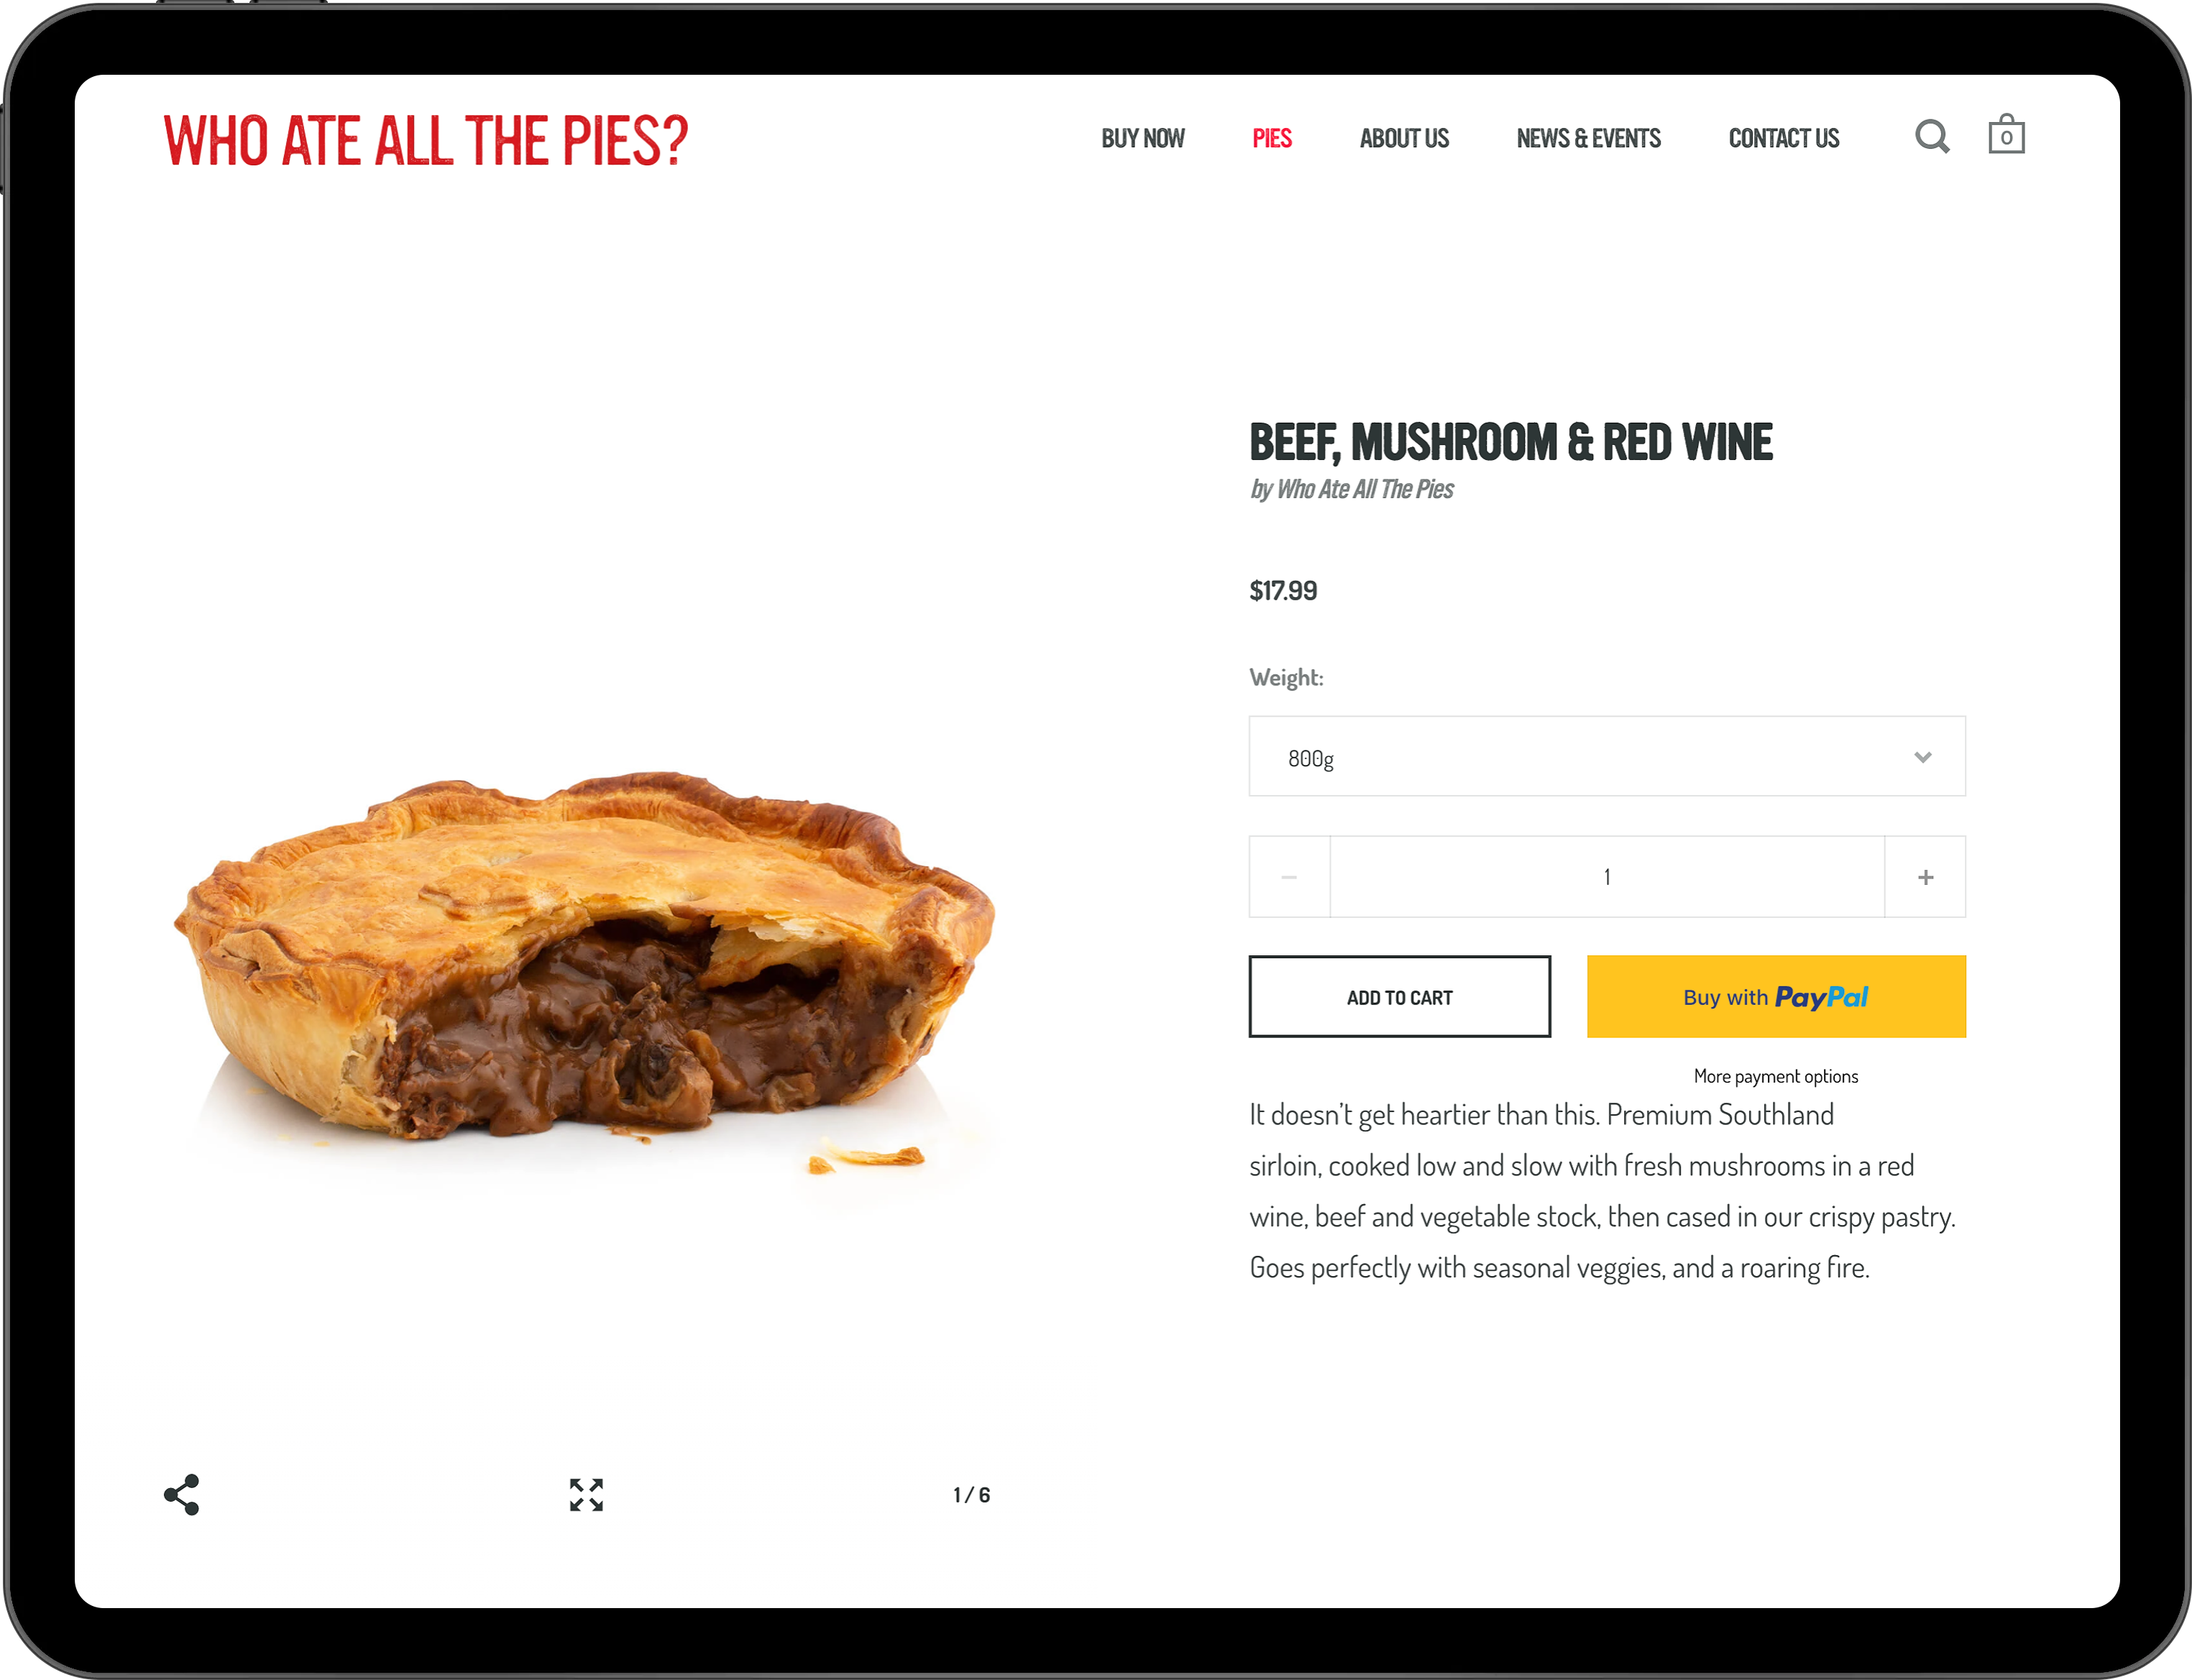 WHO ATE ALL THE PIES?
BUY NOW
PIES
ABOUT US
NEWS & EVENTS
CONTACT US
0
BEEF, MUSHROOM & RED WINE
by Who Ate All The Pies
$17.99
Weight:
800g
− 1 +
ADD TO CART
Buy with PayPal
More payment options
It doesn’t get heartier than this. Premium Southland
sirloin, cooked low and slow with fresh mushrooms in a red
wine, beef and vegetable stock, then cased in our crispy pastry.
Goes perfectly with seasonal veggies, and a roaring fire.
1 / 6